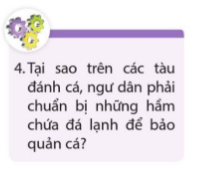 4. Tại sao trên các tàu
đánh cá, ngư dân phải
chuẩn bị những hầm
chứa đá lạnh để bảo
quản cá?